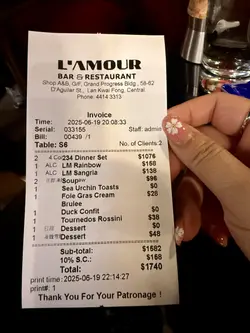 L'AMOUR
BAR & RESTAURANT
Shop A&B, G/F, Grand Progress Bldg., 58-62
D'Aguilar St., Lan Kwai Fong, Central
Phone: 4414 3313
Invoice
Time: 2025-06-19 20:08:33
Serial: 033185 Staff: admin
Bill: 00439 /1
Table: S6 No. of Clients: 2
2 234 Dinner Set $1076
1 ALC LM Rainbow $168
1 ALC LM Sangria $138
2 Soup $96
1 Sea Urchin Toasts $0
1 Foie Gras Creme $28
Brulee
1 Duck Confit $0
1 Tournedos Rossini $38
1 Dessert $0
1 Dessert $48
Sub-total: $1582
10% S.C.: $168
Total: $1740
print time: 2025-06-19 22:14:27
print#: 1
Thank You For Your Patronage !